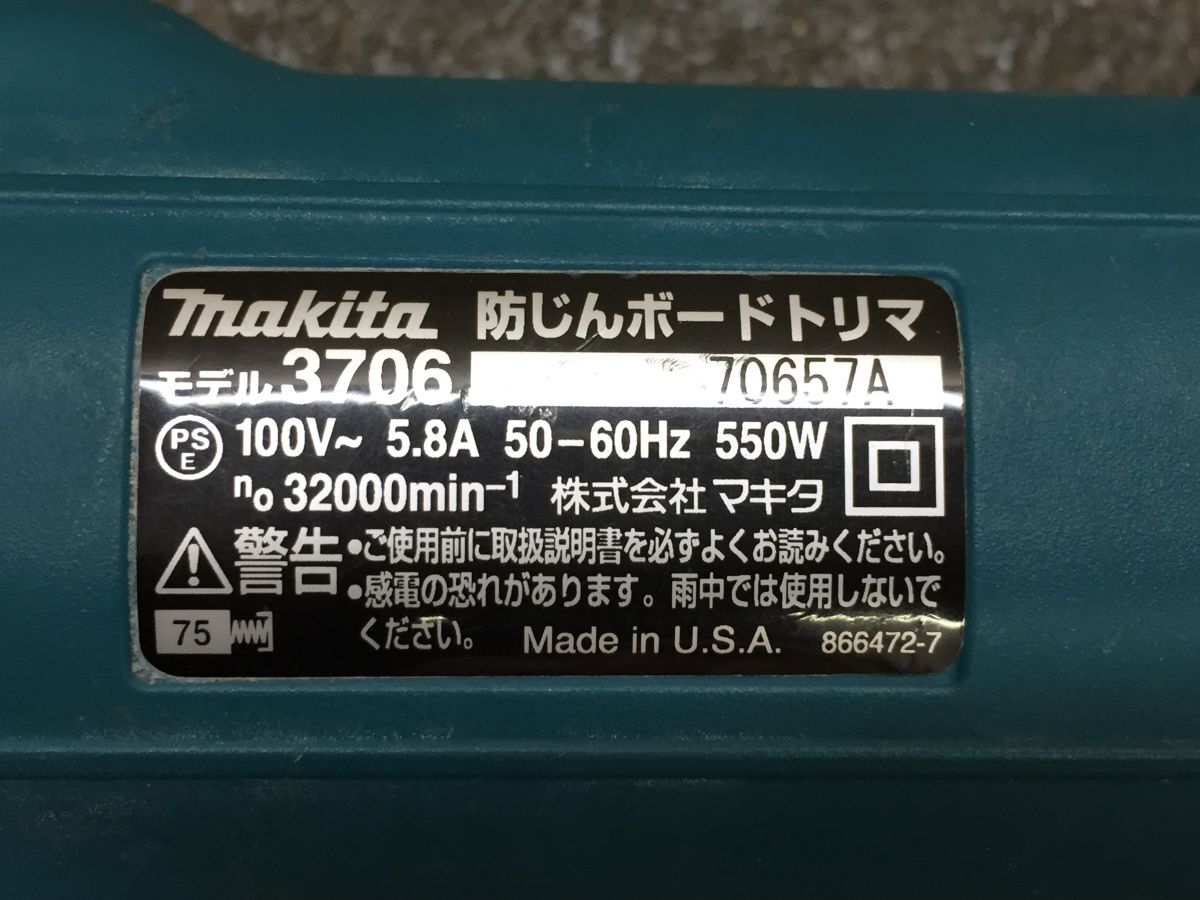 makita 防じんボードトリマ
モデル 3706 70657A
PSE 100V~ 5.8A 50-60Hz 550W
n₀ 32000min⁻¹ 株式会社 マキタ
⚠警告 •ご使用前に取扱説明書を必ずよくお読みください。
•感電の恐れがあります。雨中では使用しないで
ください。
75 Made in U.S.A. 866472-7